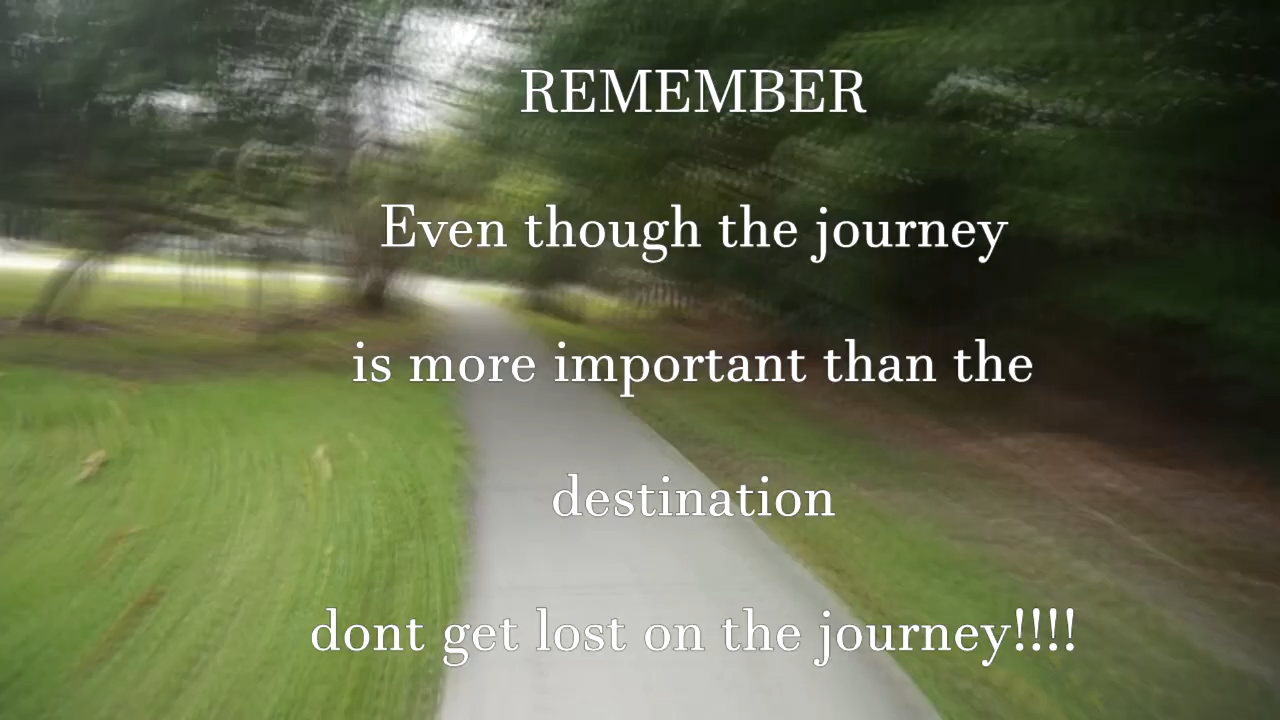 REMEMBER
Even though the journey
is more important than the
destination
dont get lost on the journey!!!!